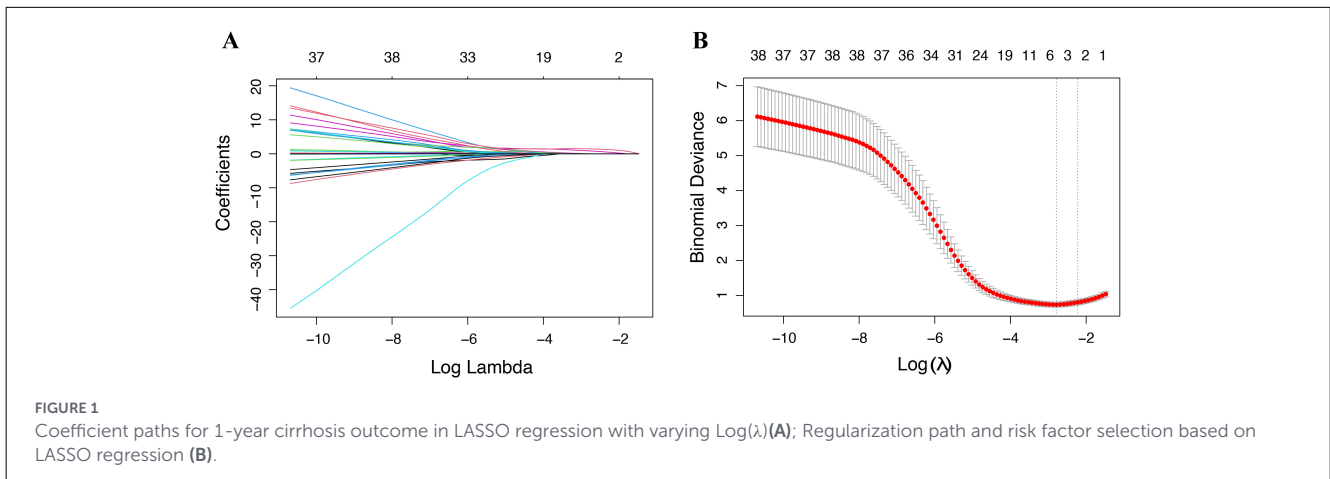 A
37 38 33 19 2
20
10
0
−10
−20
−30
−40
Coefficients
−10 −8 −6 −4 −2
Log Lambda
B
38 37 37 38 38 37 36 34 31 24 19 11 6 3 2 1
7
6
5
4
3
2
1
Binomial Deviance
−10 −8 −6 −4 −2
Log(λ)
FIGURE 1
Coefficient paths for 1-year cirrhosis outcome in LASSO regression with varying Log(λ)(A); Regularization path and risk factor selection based on
LASSO regression (B).